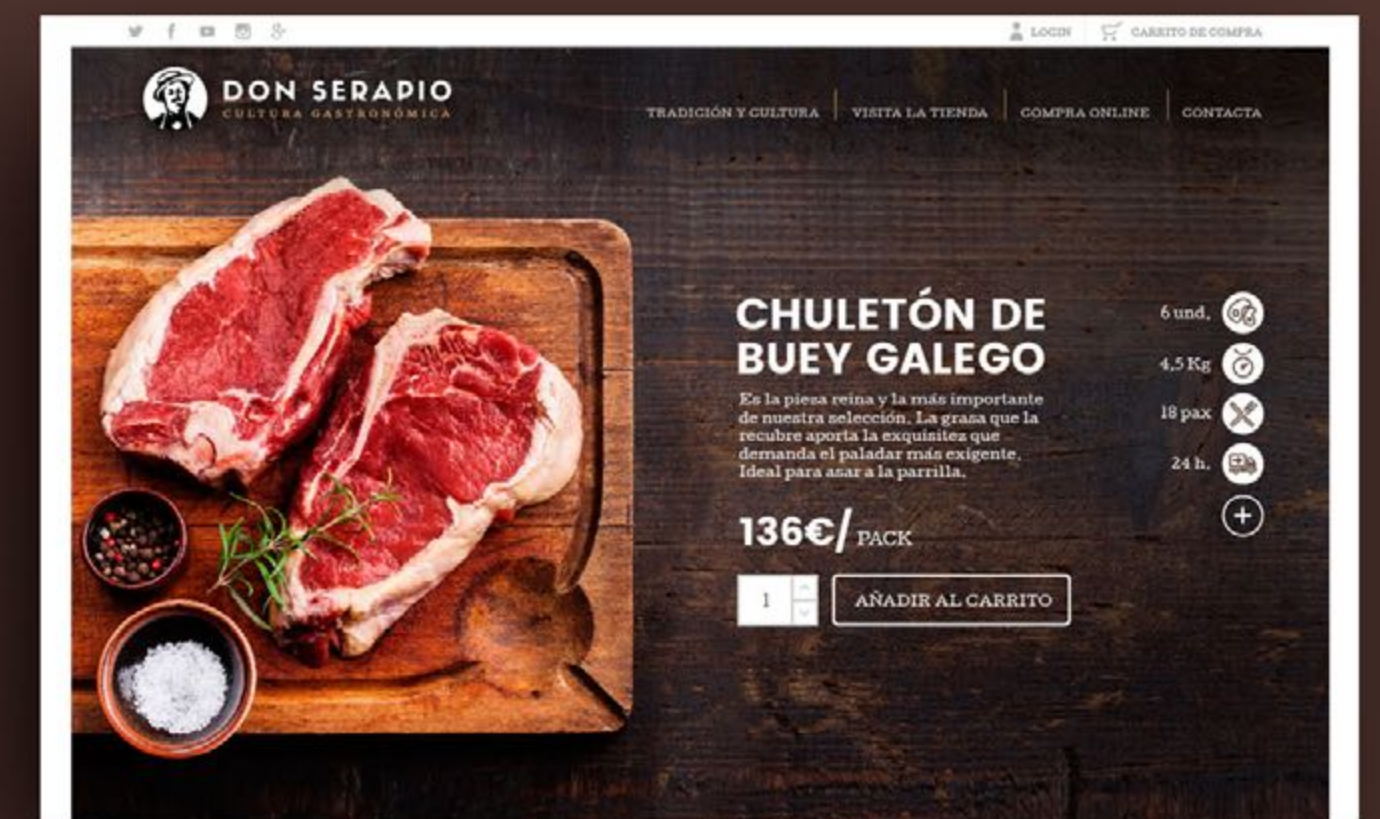 LOGIN
CARRITO DE COMPRA
DON SERAPIO
CULTURA GASTRONÓMICA
TRADICIÓN Y CULTURA
VISITA LA TIENDA
COMPRA ONLINE
CONTACTA
CHULETÓN DE
BUEY GALEGO
Es la pieza reina y la más importante
de nuestra selección. La grasa que la
recubre aporta la exquisitez que
demanda el paladar más exigente.
Ideal para asar a la parrilla.
6 und.
4,5 Kg
18 pax
24 h.
136€/ PACK
1
AÑADIR AL CARRITO